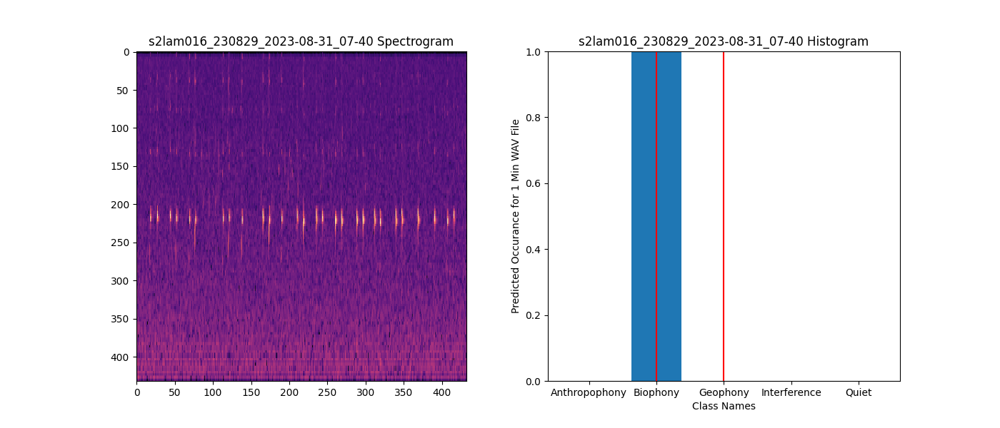 s2lam016_230829_2023-08-31_07-40 Spectrogram
0
50
100
150
200
250
300
350
400
0 50 100 150 200 250 300 350 400
s2lam016_230829_2023-08-31_07-40 Histogram
Predicted Occurance for 1 Min WAV File
1.0
0.8
0.6
0.4
0.2
0.0
Anthropophony Biophony Geophony Interference Quiet
Class Names